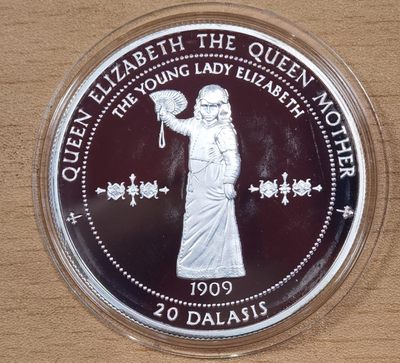 QUEEN ELIZABETH THE QUEEN MOTHER
THE YOUNG LADY ELIZABETH
1909
20 DALASIS